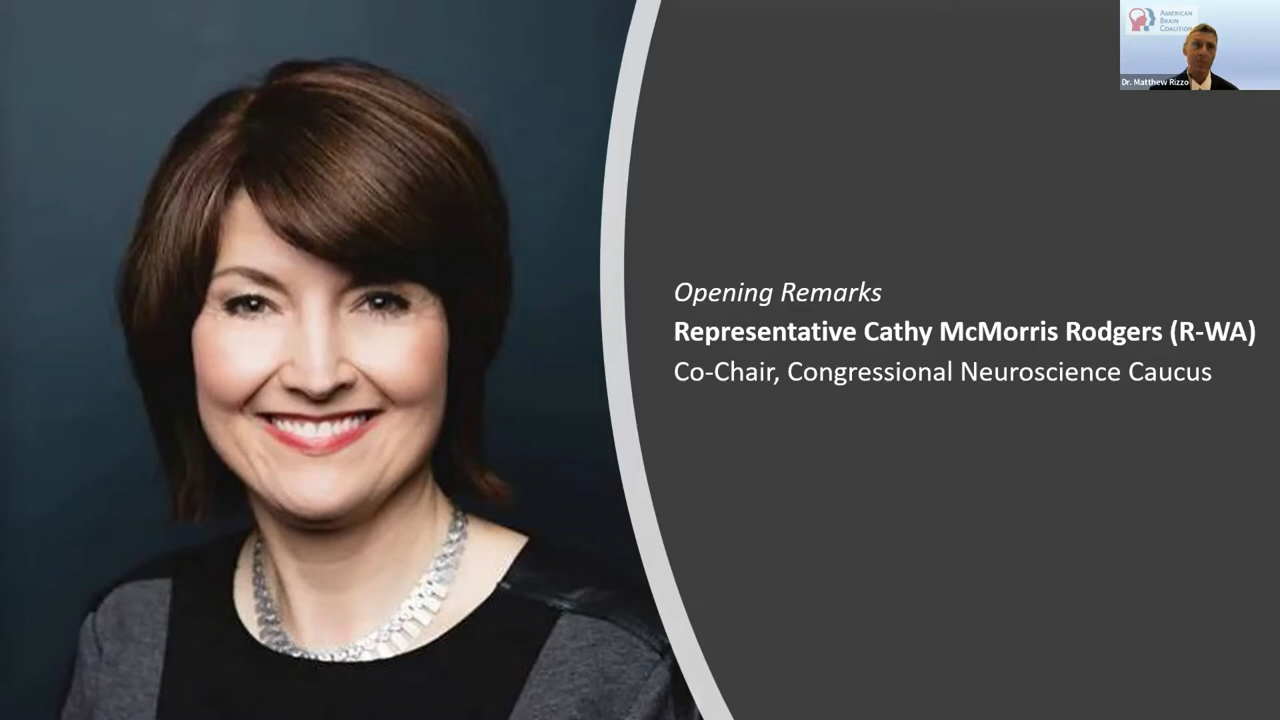 AMERICAN
BRAIN
COALITION
Dr. Matthew Rizzo
Opening Remarks
Representative Cathy McMorris Rodgers (R-WA)
Co-Chair, Congressional Neuroscience Caucus